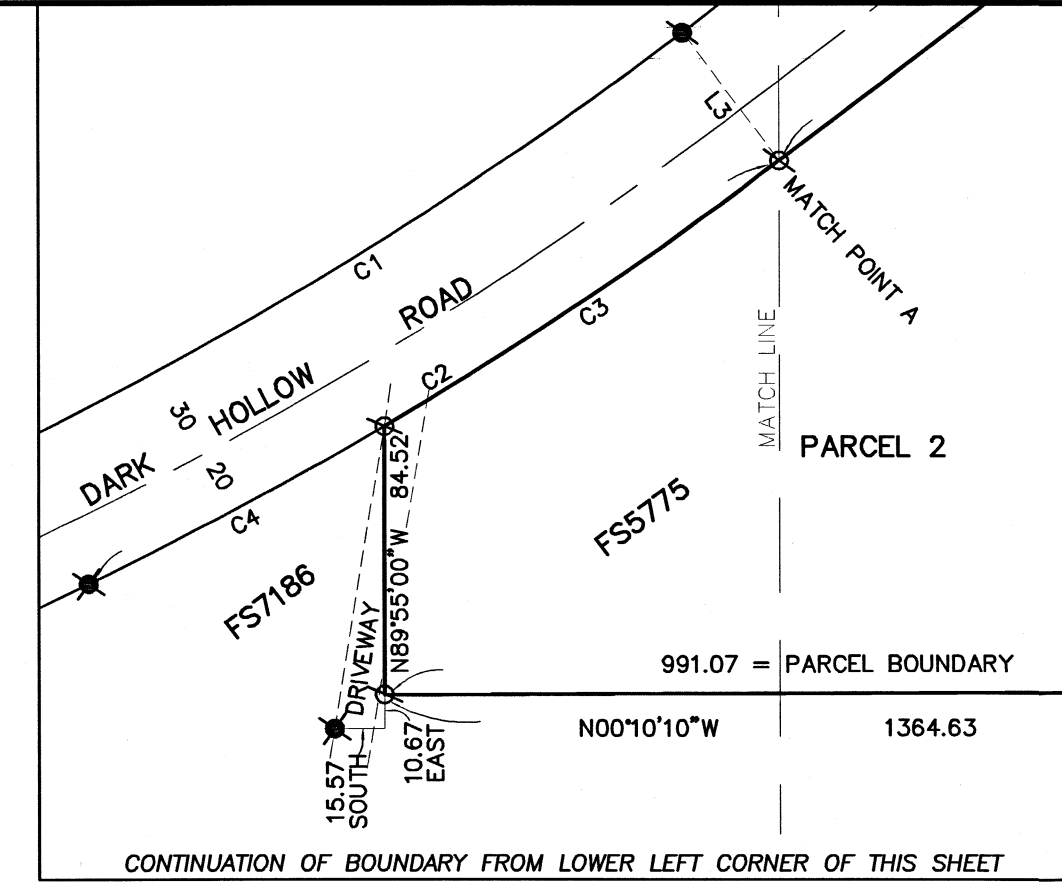 L3
MATCH POINT A
C1
ROAD
C3
MATCH LINE
C2
HOLLOW
30
DARK
20
PARCEL 2
84.52'
N89°55'00"W
FS5775
C4
FS7186
DRIVEWAY
991.07 = PARCEL BOUNDARY
N00°10'10"W 1364.63
15.57
SOUTH
10.67
EAST
CONTINUATION OF BOUNDARY FROM LOWER LEFT CORNER OF THIS SHEET